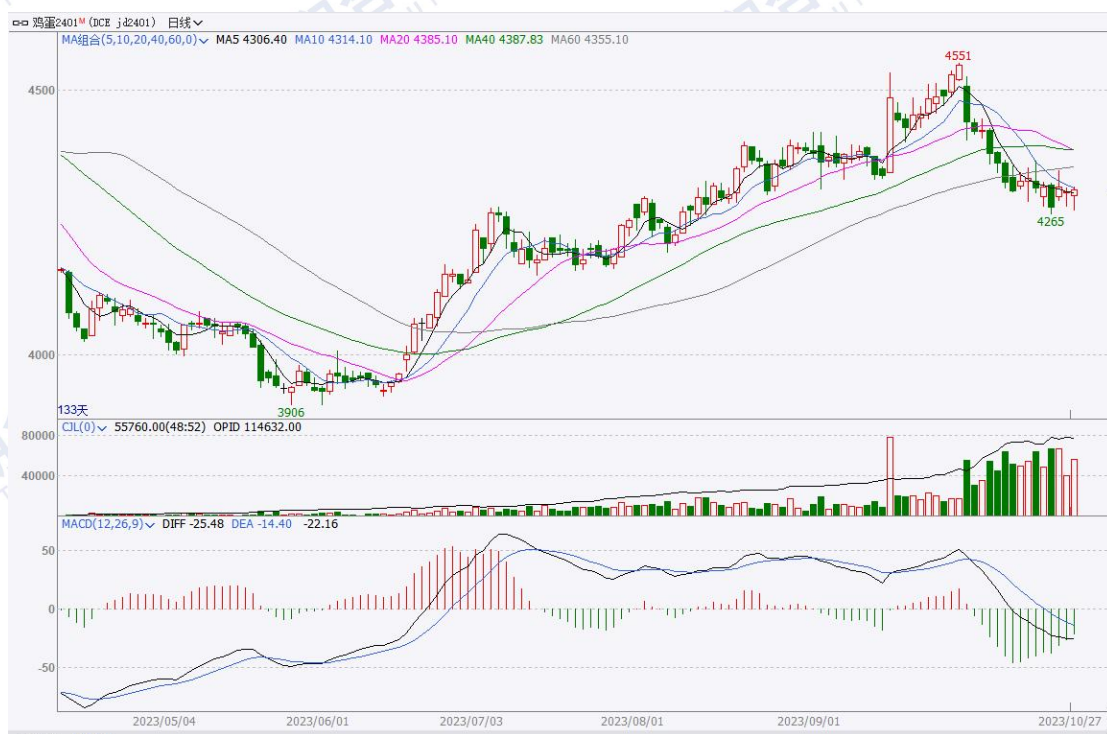 鸡蛋2401M (DCE jd2401) 日线
MA组合(5,10,20,40,60,0) MA5 4306.40 MA10 4314.10 MA20 4385.10 MA40 4387.83 MA60 4355.10
4551
4500
4265
4000
3906
133天
CJL(0) 55760.00(48:52) OPID 114632.00
80000
40000
MACD(12,26,9) DIFF -25.48 DEA -14.40 -22.16
50
0
-50
2023/05/04 2023/06/01 2023/07/03 2023/08/01 2023/09/01 2023/10/27